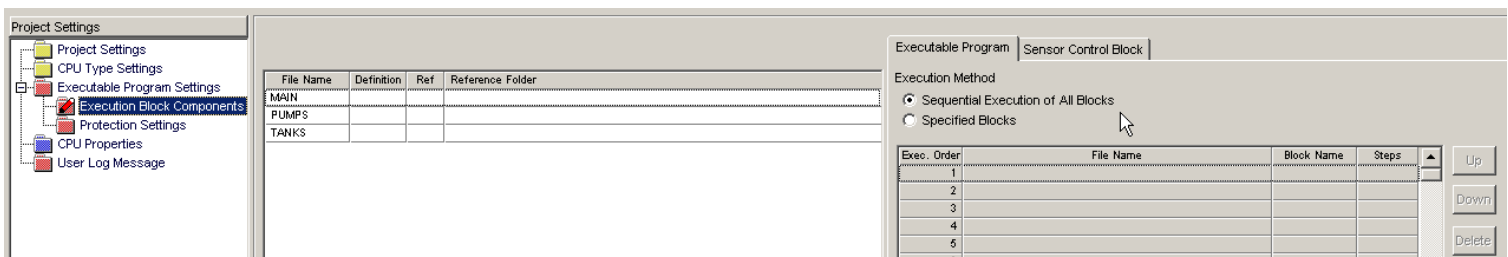 Project Settings
Project Settings
CPU Type Settings
Executable Program Settings
Execution Block Components
Protection Settings
CPU Properties
User Log Message
File Name Definition Ref Reference Folder
MAIN
PUMPS
TANKS
Executable Program Sensor Control Block
Execution Method
Sequential Execution of All Blocks
Specified Blocks
Exec. Order File Name Block Name Steps
1
2
3
4
5
Up
Down
Delete